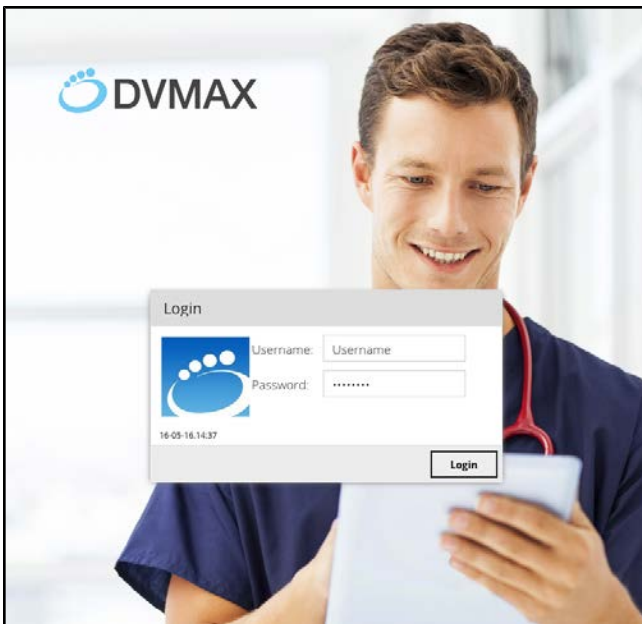 DVMAX
Login
Username: Username
Password: ••••••••
16-05-16.14:37
Login